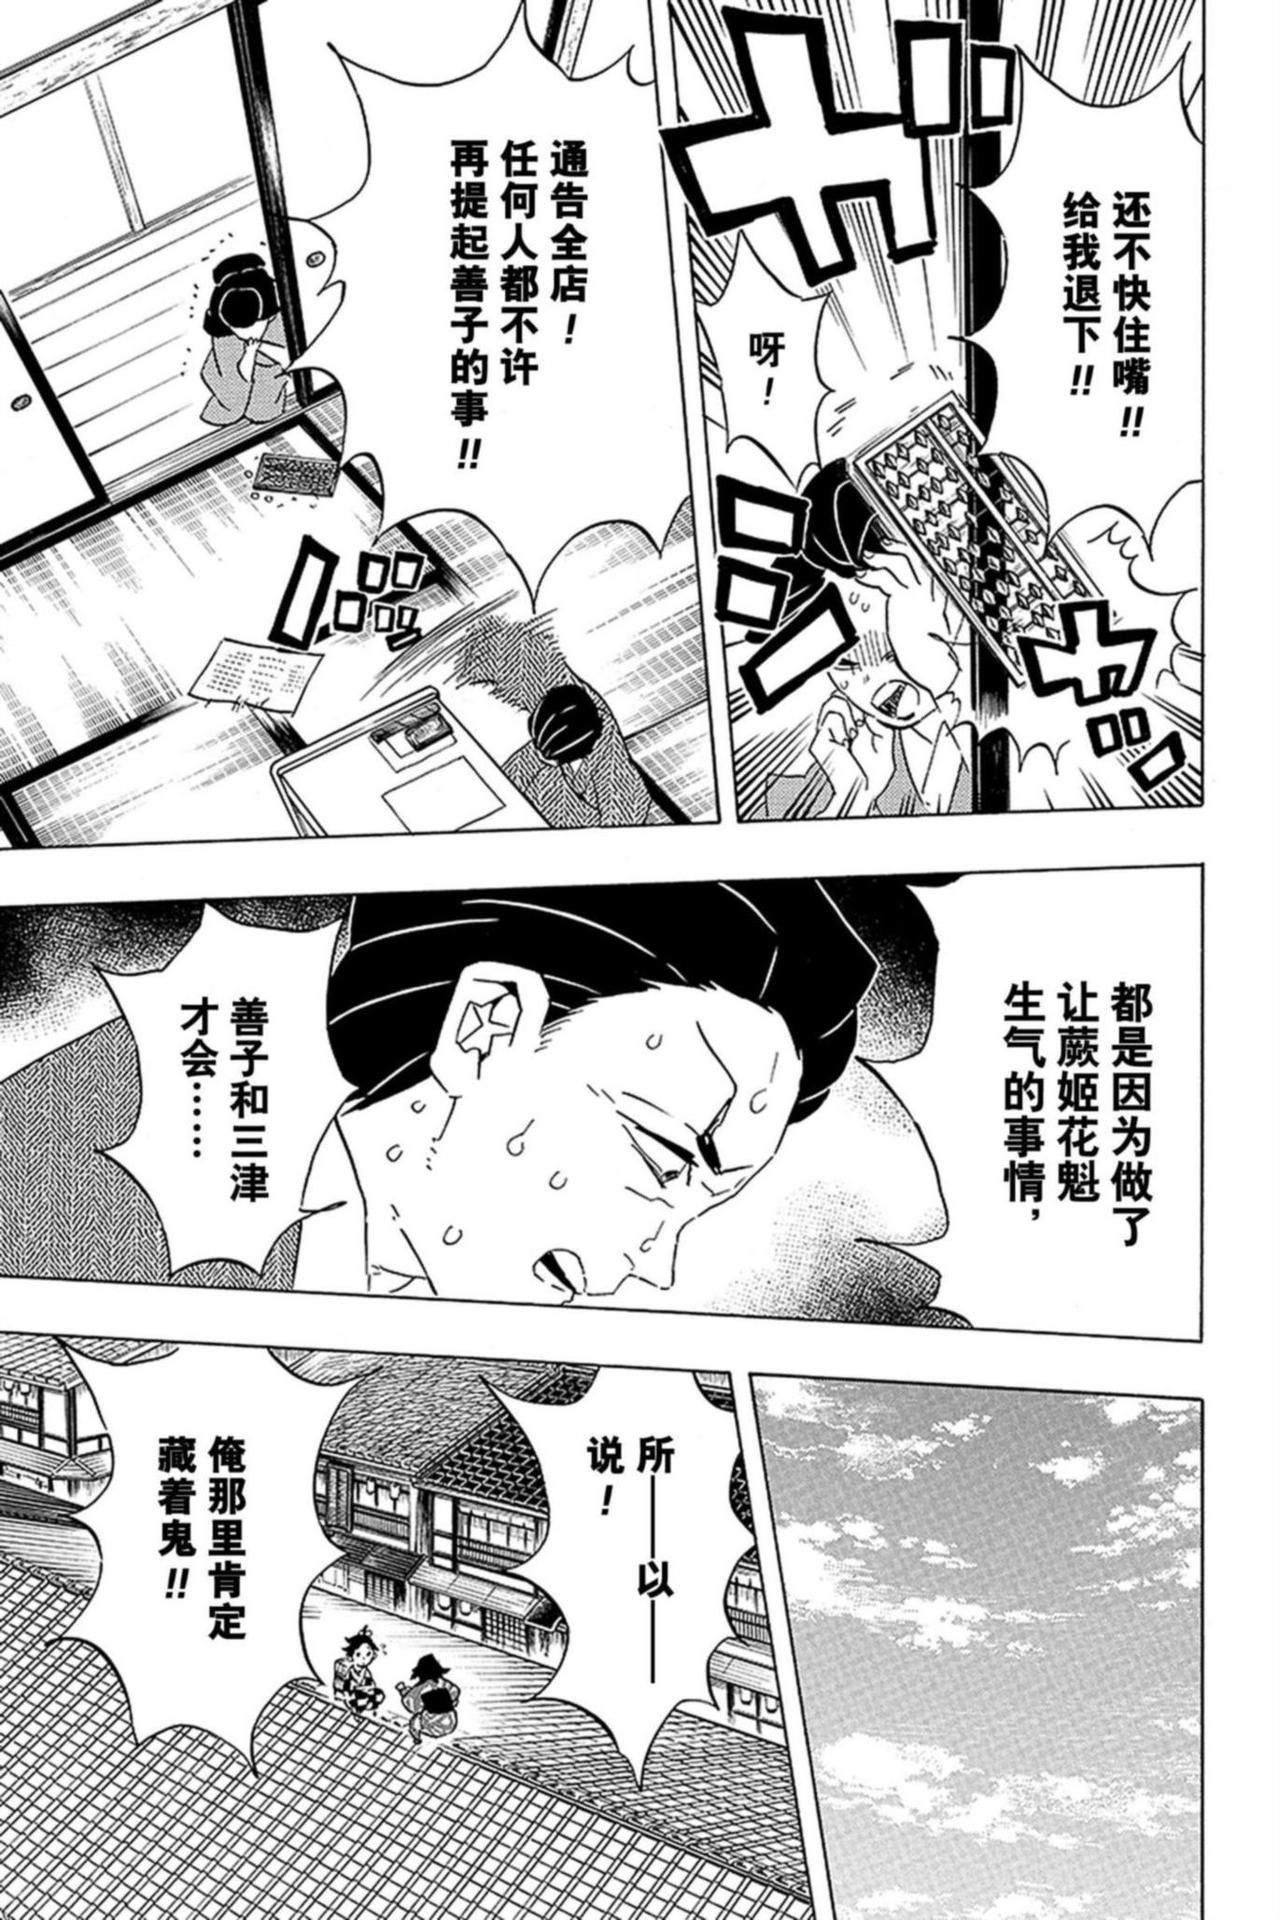 还不快住嘴!!
给我退下!!
呀!
通告全店!
任何人都不许
再提起善子的事!!
都是因为做了
让蕨姬花魁
生气的事情，
善子和三津
才会……
所——以——
说!
俺那里肯定
藏着鬼!!